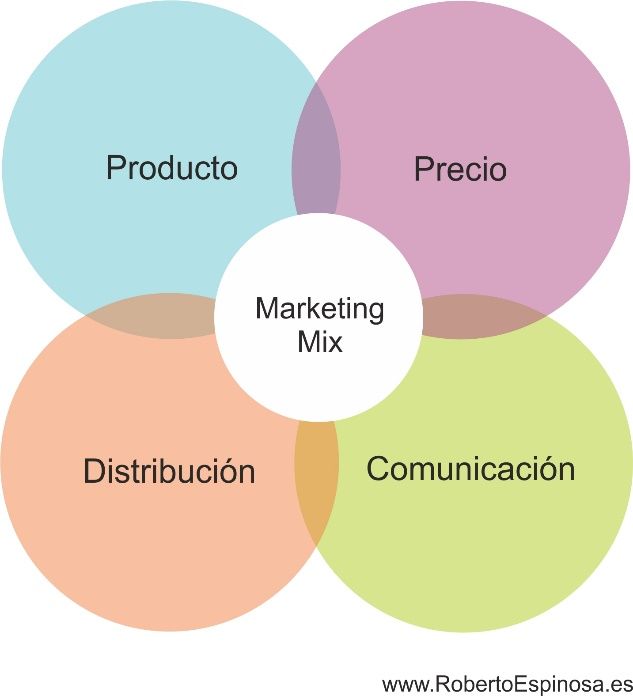 Producto
Precio
Marketing
Mix
Distribución
Comunicación
www.RobertoEspinosa.es